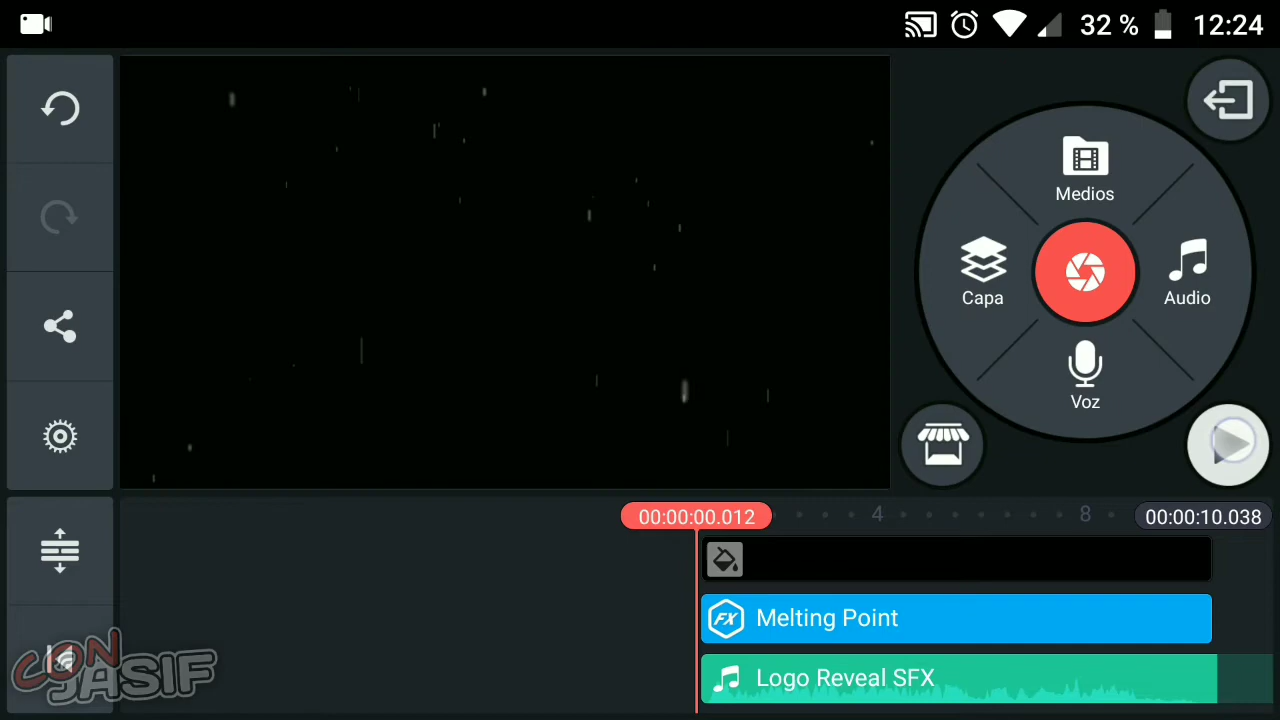 32 % 12:24
Medios
Capa
Audio
Voz
00:00:00.012 4 8 00:00:10.038
FX Melting Point
Logo Reveal SFX
CON JASIF